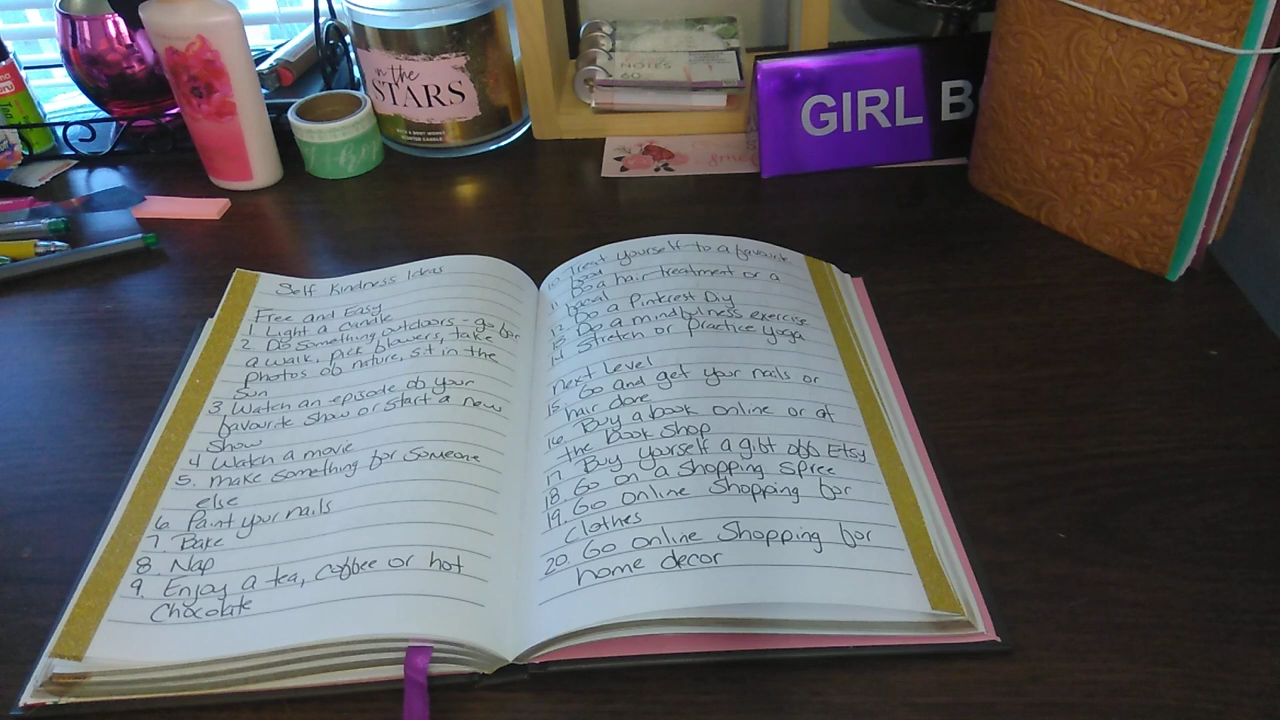 in the
STARS
BATH & BODY WORKS
SCENTED CANDLE
NOTES
60
GIRL B
Self Kindness Ideas
Free and Easy
1. Light a candle
2. Do something outdoors - go for
a walk, pick flowers, take
photos of nature, sit in the
sun
3. Watch an episode of your
favourite show or start a new
show
4 Watch a movie
5. make something for someone
else
6. Paint your nails
7. Bake
8. Nap
9. Enjoy a tea, coffee or hot
Chocolate
10. Treat yourself to a favourite
food
11. Do a hair treatment or a
facial
12. Do a Pinterest Diy
13. Do a mindfulness exercise
14 Stretch or practice yoga
next Level
15. Go and get your nails or
hair done
16. Buy a book online or at
the book shop
17 Buy yourself a gift off Etsy
18. Go on a shopping spree
19. Go online shopping for
clothes
20. Go online shopping for
home decor